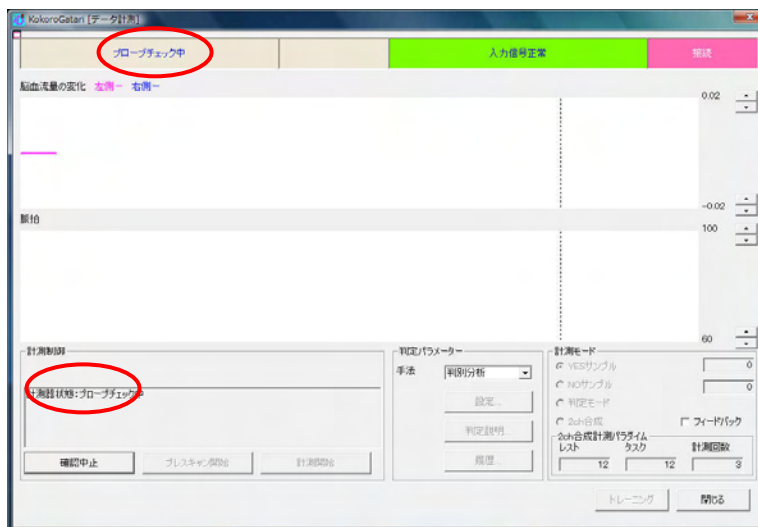 KokoroGatari [データ計測]
プローブチェック中 入力信号正常 接続
脳血流量の変化 左側ー 右側ー
0.02
-0.02
脈拍
100
60
計測制御
計測器状態:プローブチェック中
確認中止 プレスキャン開始 計測開始
判定パラメーター
手法 判別分析
設定...
判定説明
履歴...
計測モード
YESサンプル 0
NOサンプル 0
判定モード
2ch合成 フィードバック
2ch合成計測パラダイム
レスト タスク 計測回数
12 12 3
トレーニング 閉じる